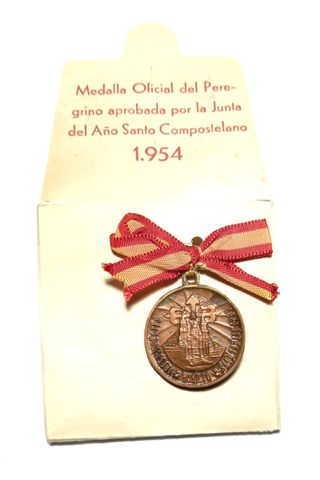 Medalla Oficial del Pere-
grino aprobada por la Junta
del Año Santo Compostelano
1.954